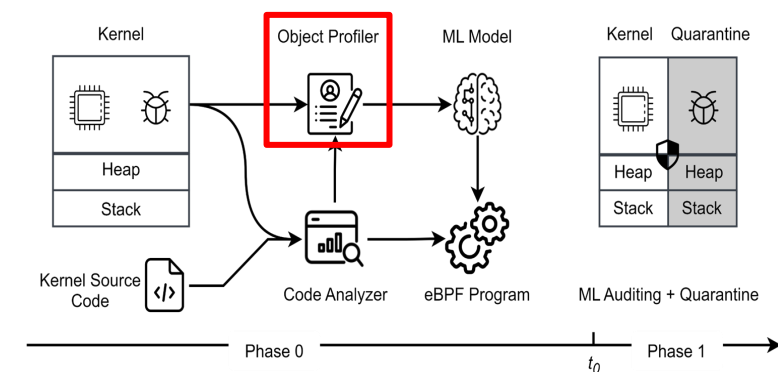 Kernel
Object Profiler
ML Model
Kernel
Quarantine
Heap
Stack
Heap
Heap
Stack
Stack
Kernel Source
Code
</>
Code Analyzer
eBPF Program
ML Auditing + Quarantine
Phase 0
t0
Phase 1